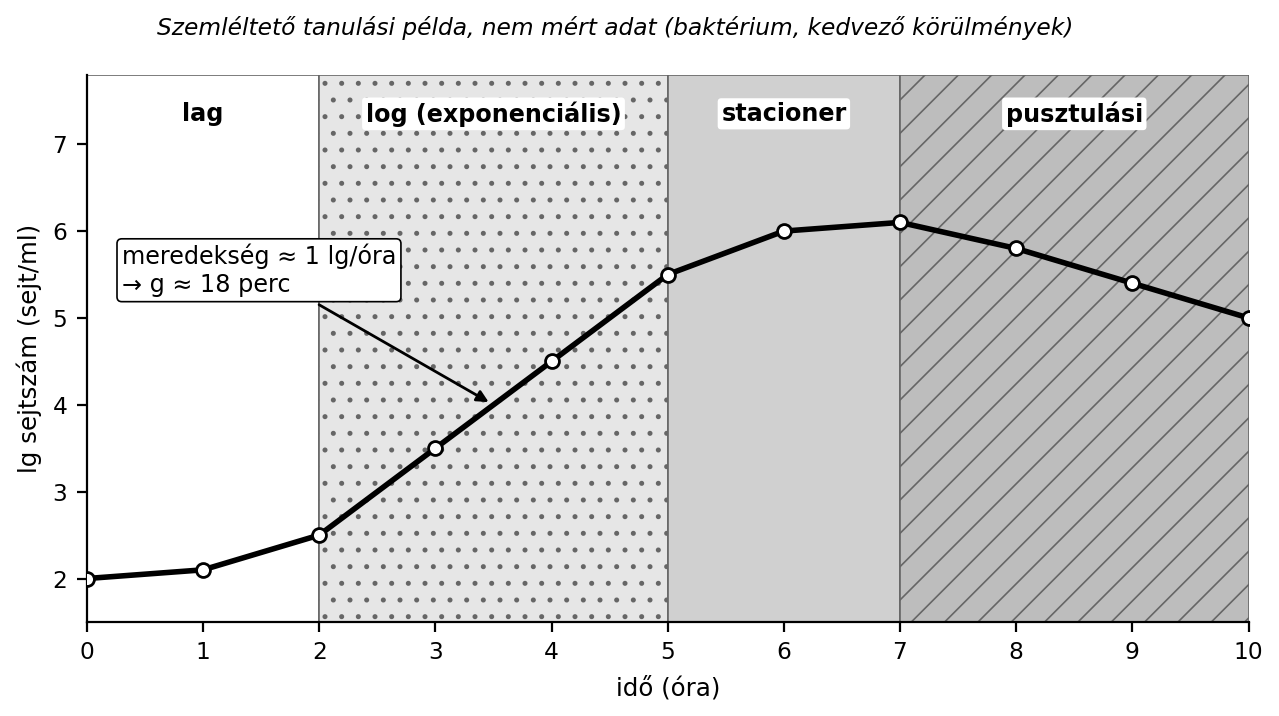 Szemléltető tanulási példa, nem mért adat (baktérium, kedvező körülmények)
lag
log (exponenciális)
stacioner
pusztulási
meredekség ≈ 1 lg/óra
→ g ≈ 18 perc
lg sejtszám (sejt/ml)
7
6
5
4
3
2
0 1 2 3 4 5 6 7 8 9 10
idő (óra)